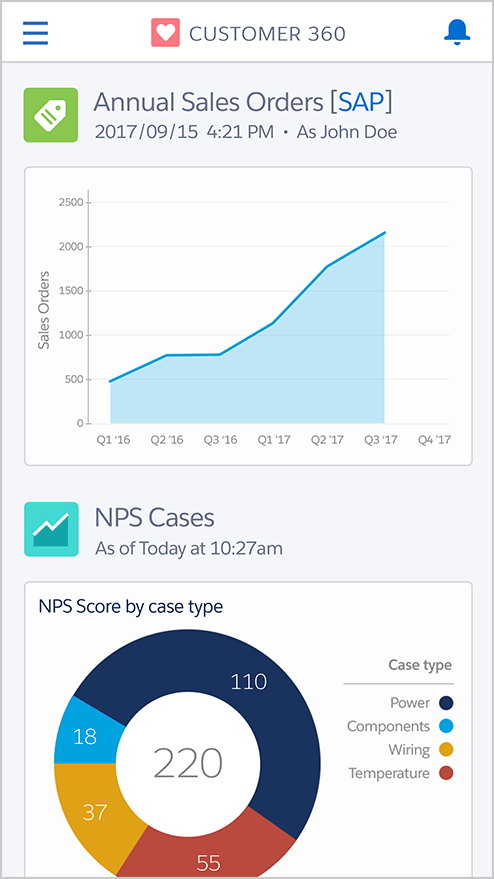 CUSTOMER 360
Annual Sales Orders [SAP]
2017/09/15 4:21 PM • As John Doe
2500
2000
1500
1000
500
0
Sales Orders
Q1 '16 Q2 '16 Q3 '16 Q1 '17 Q2 '17 Q3 '17 Q4 '17
NPS Cases
As of Today at 10:27am
NPS Score by case type
110
18
220
37
55
Case type
Power
Components
Wiring
Temperature